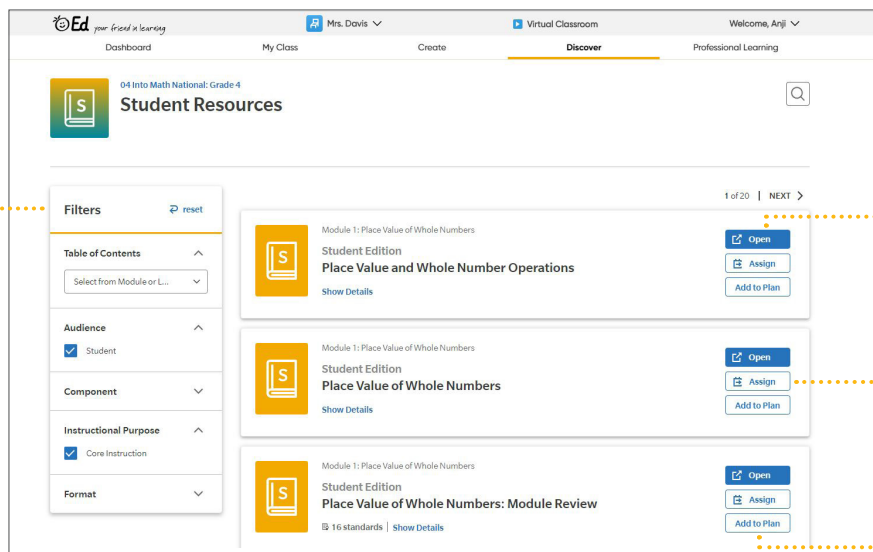 Ed your friend in learning
Mrs. Davis
Virtual Classroom
Welcome, Anji
Dashboard
My Class
Create
Discover
Professional Learning
04 Into Math National: Grade 4
S
Student Resources
Filters
reset
Table of Contents
Select from Module or L...
Audience
Student
Component
Instructional Purpose
Core Instruction
Format
1 of 20 | NEXT
Module 1: Place Value of Whole Numbers
S
Student Edition
Place Value and Whole Number Operations
Show Details
Open
Assign
Add to Plan
Module 1: Place Value of Whole Numbers
S
Student Edition
Place Value of Whole Numbers
Show Details
Open
Assign
Add to Plan
Module 1: Place Value of Whole Numbers
S
Student Edition
Place Value of Whole Numbers: Module Review
16 standards | Show Details
Open
Assign
Add to Plan